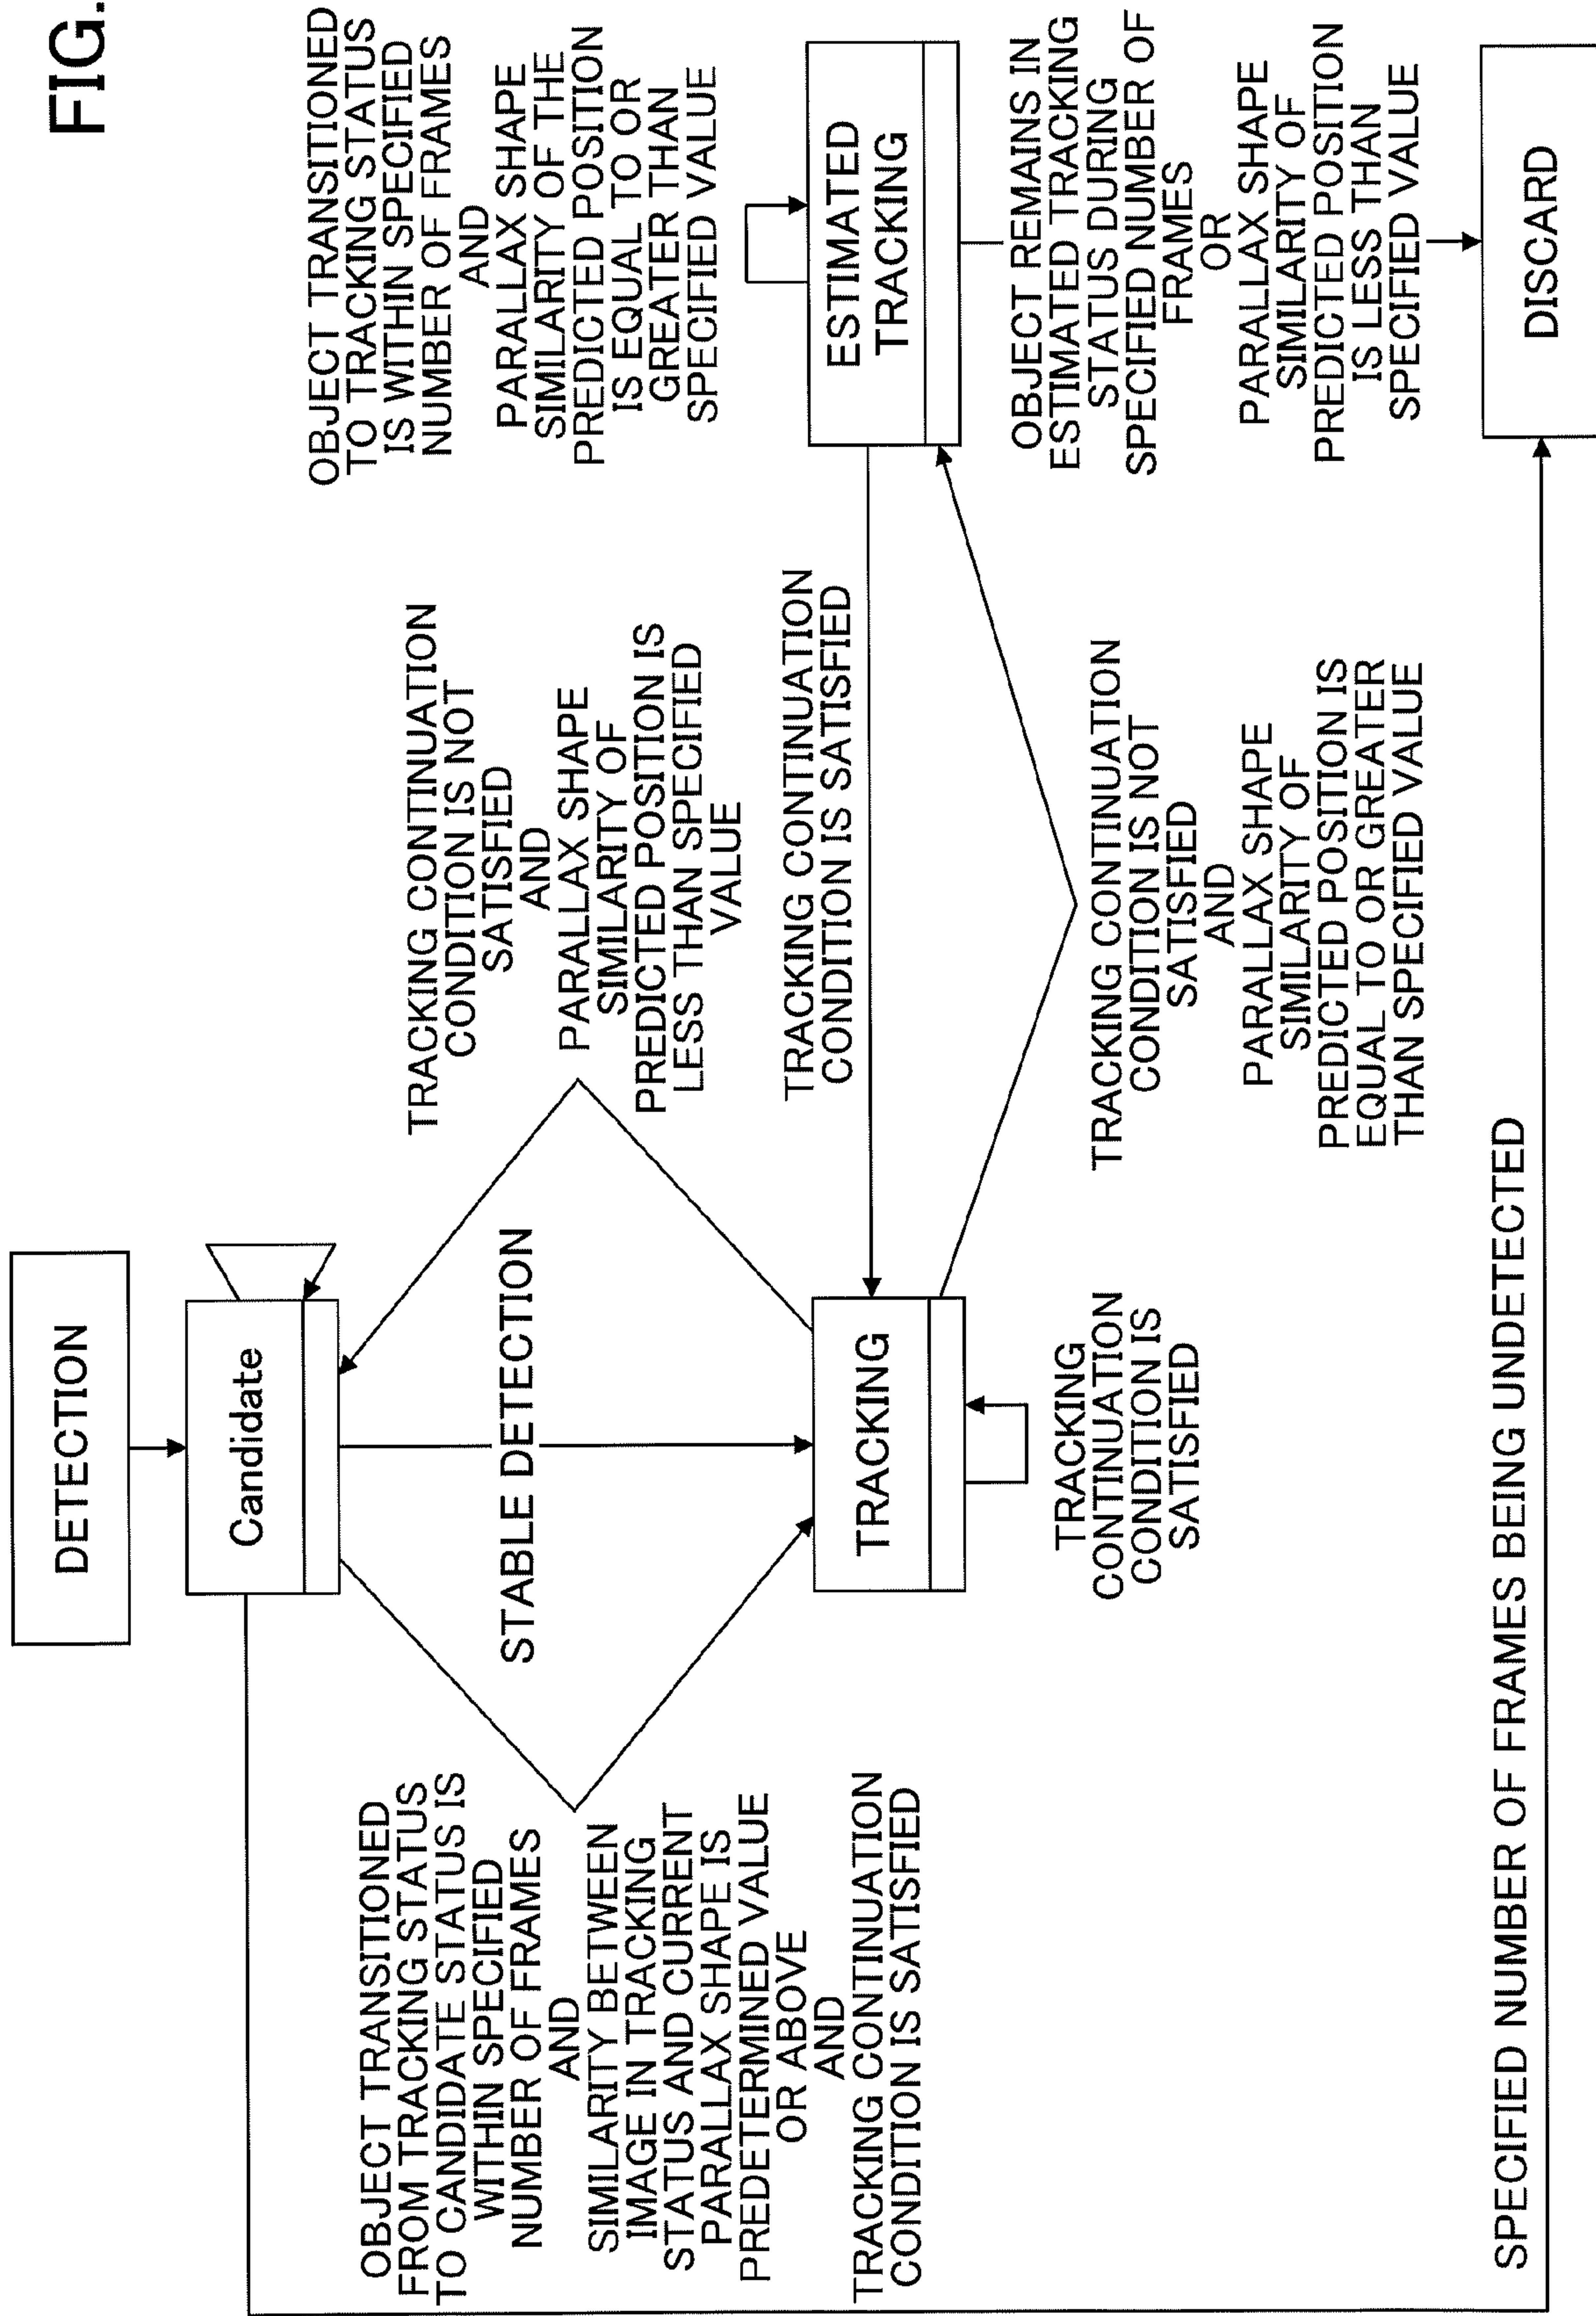 FIG.
DETECTION
Candidate
STABLE DETECTION
TRACKING
OBJECT TRANSITIONED
FROM TRACKING STATUS
TO CANDIDATE STATUS IS
WITHIN SPECIFIED
NUMBER OF FRAMES
AND
SIMILARITY BETWEEN
IMAGE IN TRACKING
STATUS AND CURRENT
PARALLAX SHAPE IS
PREDETERMINED VALUE
OR ABOVE
AND
TRACKING CONTINUATION
CONDITION IS SATISFIED
TRACKING CONTINUATION
CONDITION IS NOT
SATISFIED
AND
PARALLAX SHAPE
SIMILARITY OF
PREDICTED POSITION IS
LESS THAN SPECIFIED
VALUE
OBJECT TRANSITIONED
TO TRACKING STATUS
IS WITHIN SPECIFIED
NUMBER OF FRAMES
AND
PARALLAX SHAPE
SIMILARITY OF THE
PREDICTED POSITION
IS EQUAL TO OR
GREATER THAN
SPECIFIED VALUE
TRACKING CONTINUATION
CONDITION IS SATISFIED
ESTIMATED
TRACKING
TRACKING
CONTINUATION
CONDITION IS
SATISFIED
TRACKING CONTINUATION
CONDITION IS NOT
SATISFIED
AND
PARALLAX SHAPE
SIMILARITY OF
PREDICTED POSITION IS
EQUAL TO OR GREATER
THAN SPECIFIED VALUE
OBJECT REMAINS IN
ESTIMATED TRACKING
STATUS DURING
SPECIFIED NUMBER OF
FRAMES
OR
PARALLAX SHAPE
SIMILARITY OF
PREDICTED POSITION
IS LESS THAN
SPECIFIED VALUE
SPECIFIED NUMBER OF FRAMES BEING UNDETECTED
DISCARD